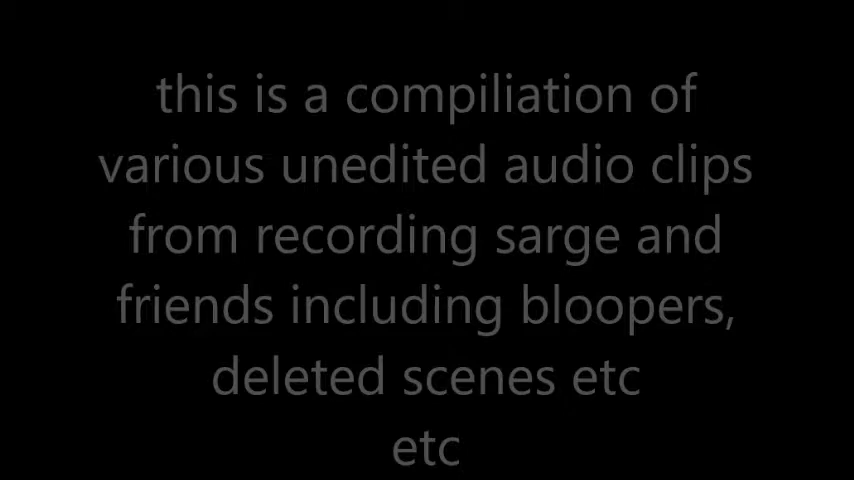 this is a compiliation of
various unedited audio clips
from recording sarge and
friends including bloopers,
deleted scenes etc
etc